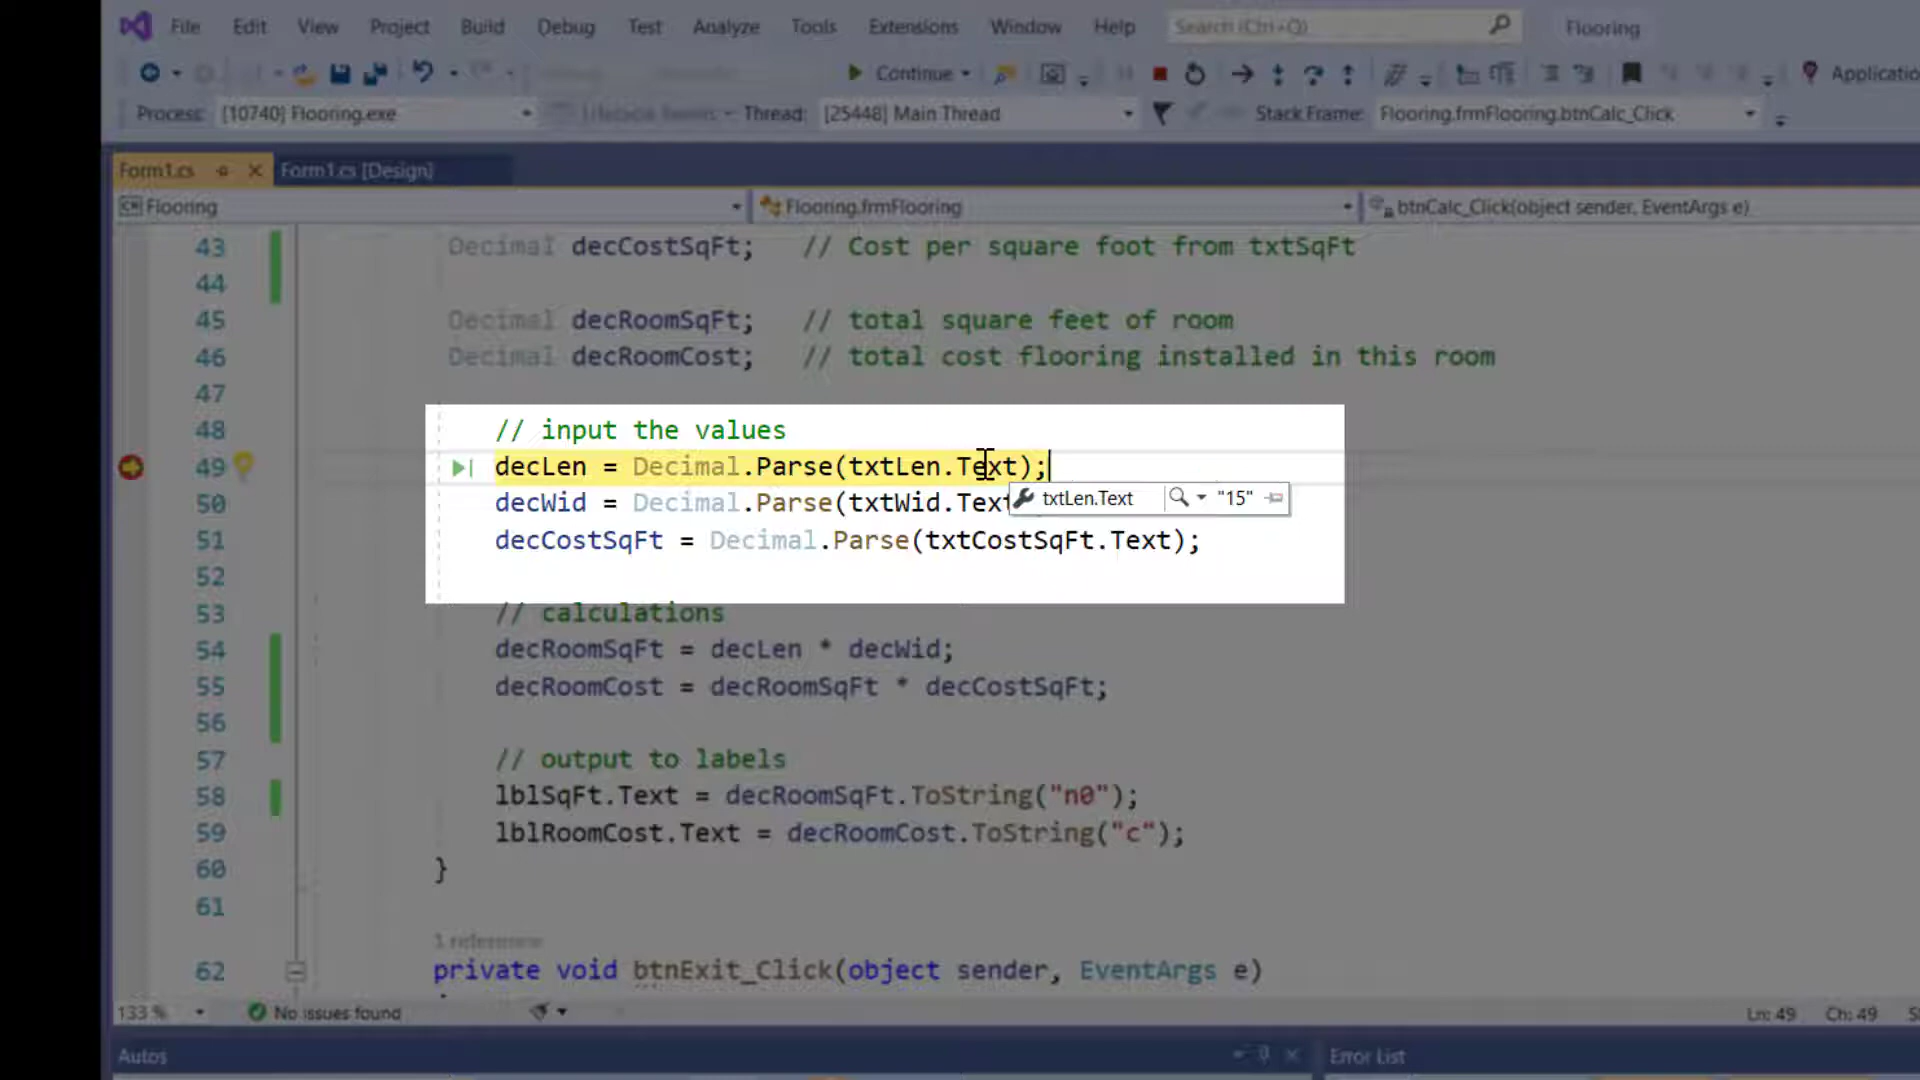 File Edit View Project Build Debug Test Analyze Tools Extensions Window Help Search (Ctrl+Q) Flooring
Continue Applicatio
Process: [10740] Flooring.exe Lifecycle Events Thread: [25448] Main Thread Stack Frame: Flooring.frmFlooring.btnCalc_Click
Form1.cs Form1.cs [Design]
C# Flooring Flooring.frmFlooring btnCalc_Click(object sender, EventArgs e)
43 Decimal decCostSqFt; // Cost per square foot from txtSqFt
44
45 Decimal decRoomSqFt; // total square feet of room
46 Decimal decRoomCost; // total cost flooring installed in this room
47
48 // input the values
49 decLen = Decimal.Parse(txtLen.Text);
txtLen.Text "15"
50 decWid = Decimal.Parse(txtWid.Text
51 decCostSqFt = Decimal.Parse(txtCostSqFt.Text);
52
53 // calculations
54 decRoomSqFt = decLen * decWid;
55 decRoomCost = decRoomSqFt * decCostSqFt;
56
57 // output to labels
58 lblSqFt.Text = decRoomSqFt.ToString("n0");
59 lblRoomCost.Text = decRoomCost.ToString("c");
60 }
61
1 reference
62 private void btnExit_Click(object sender, EventArgs e)
133 % No issues found Ln: 49 Ch: 49 S
Autos Error List